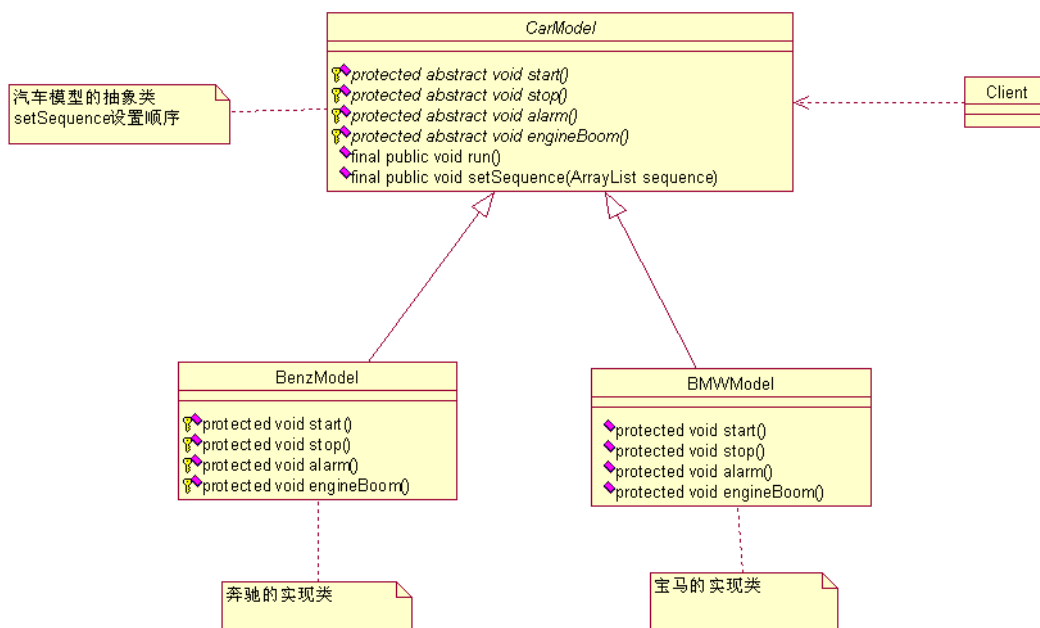 CarModel
protected abstract void start()
protected abstract void stop()
protected abstract void alarm()
protected abstract void engineBoom()
final public void run()
final public void setSequence(ArrayList sequence)
汽车模型的抽象类
setSequence设置顺序
Client
BenzModel
protected void start()
protected void stop()
protected void alarm()
protected void engineBoom()
BMWModel
protected void start()
protected void stop()
protected void alarm()
protected void engineBoom()
奔驰的实现类
宝马的实现类